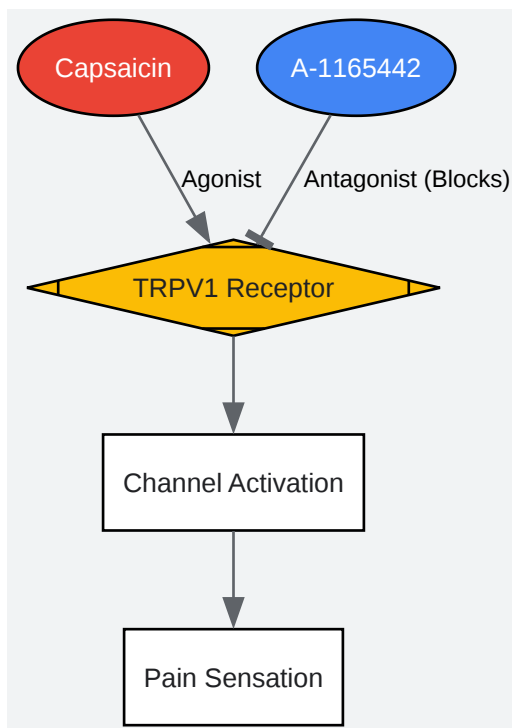 Capsaicin
A-1165442
Agonist
Antagonist (Blocks)
TRPV1 Receptor
Channel Activation
Pain Sensation